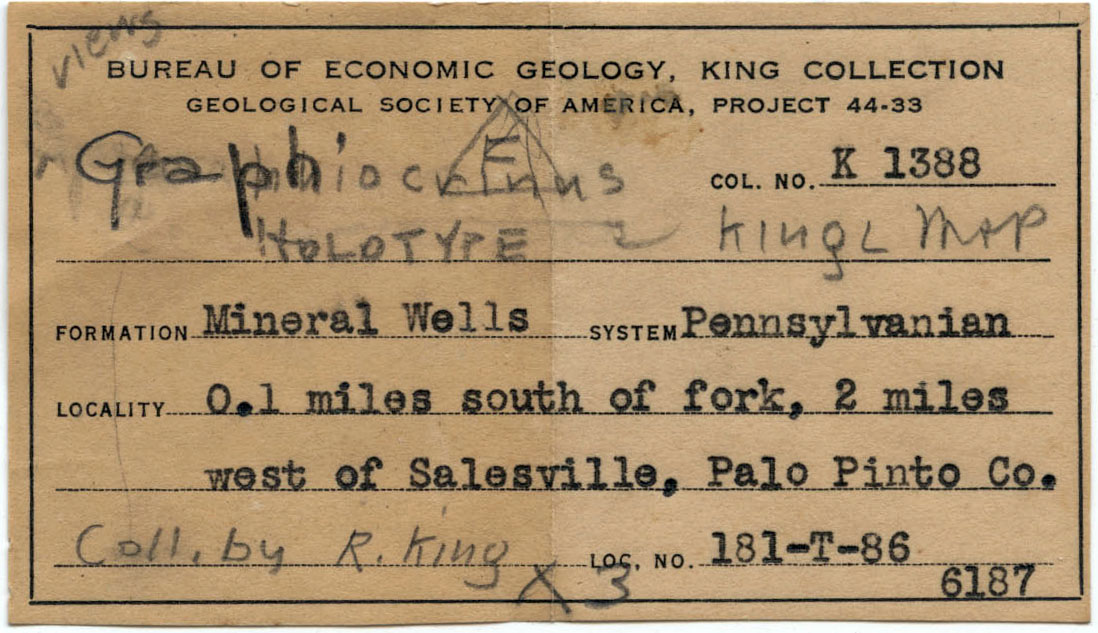 views
BUREAU OF ECONOMIC GEOLOGY, KING COLLECTION
GEOLOGICAL SOCIETY OF AMERICA, PROJECT 44-33
Graphiocrinus E
COL. NO. K 1388
HOLOTYPE
King L MAP
FORMATION Mineral Wells SYSTEM Pennsylvanian
LOCALITY 0.1 miles south of fork, 2 miles
west of Salesville, Palo Pinto Co.
Coll. by R. King LOC. NO. 181-T-86
X 3 6187